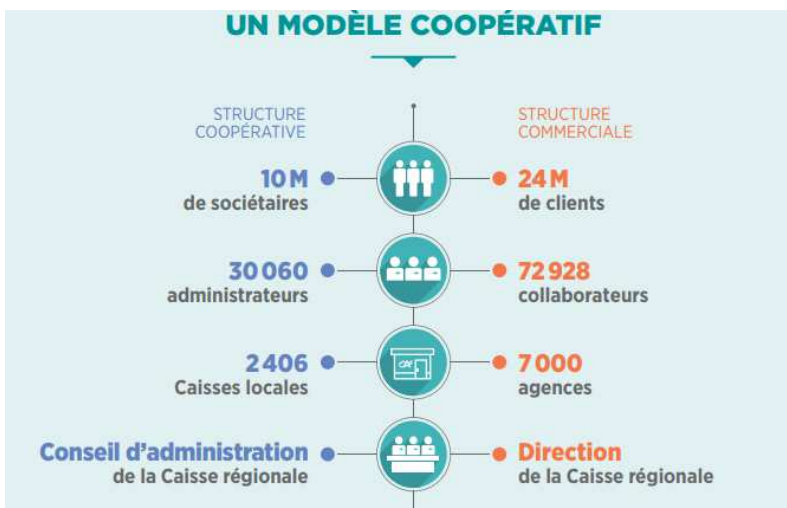 UN MODÈLE COOPÉRATIF
STRUCTURE
COOPÉRATIVE
STRUCTURE
COMMERCIALE
10 M
de sociétaires
24 M
de clients
30 060
administrateurs
72 928
collaborateurs
2 406
Caisses locales
CA
7 000
agences
Conseil d'administration
de la Caisse régionale
Direction
de la Caisse régionale